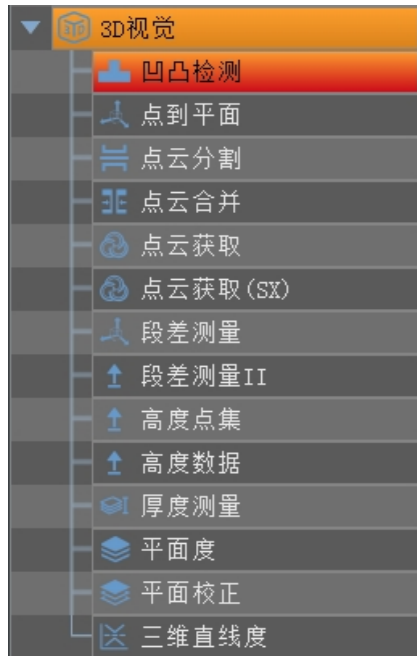 3D视觉
凹凸检测
点到平面
点云分割
点云合并
点云获取
点云获取(SX)
段差测量
段差测量II
高度点集
高度数据
厚度测量
平面度
平面校正
三维直线度